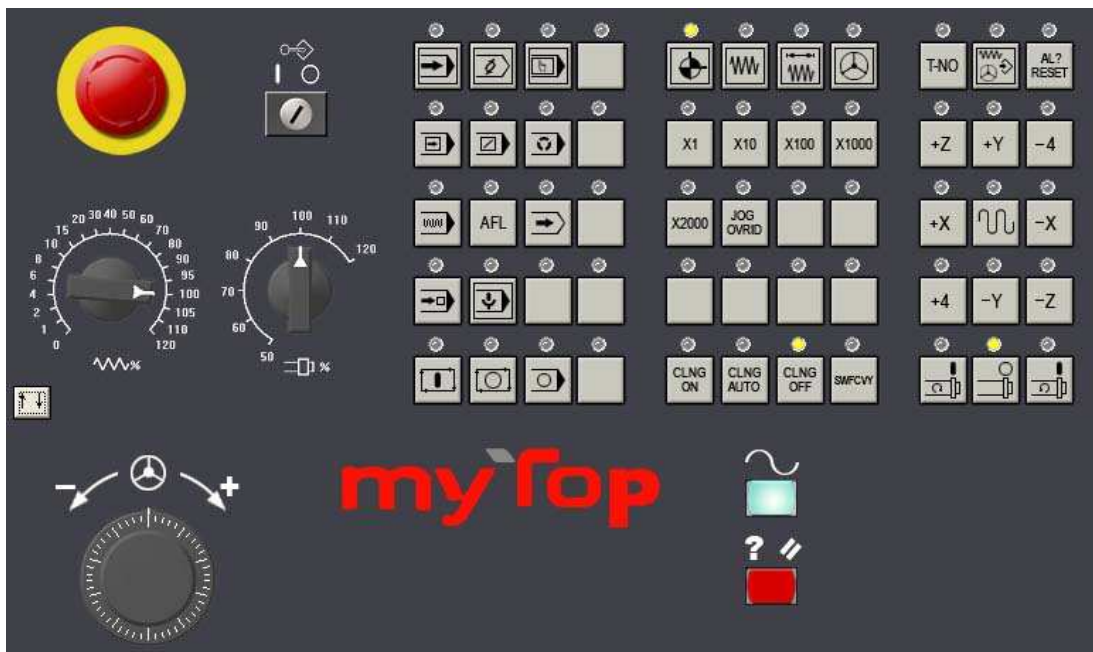 T-NO AL? RESET
X1 X10 X100 X1000 +Z +Y -4
AFL X2000 JOG OVRID +X -X
0 1 2 4 6 8 10 15 20 30 40 50 60 70 80 90 95 100 105 110 120
%
50 60 70 80 90 100 110 120
%
+4 -Y -Z
CLNG ON CLNG AUTO CLNG OFF SWFCVY
- +
myTop
?